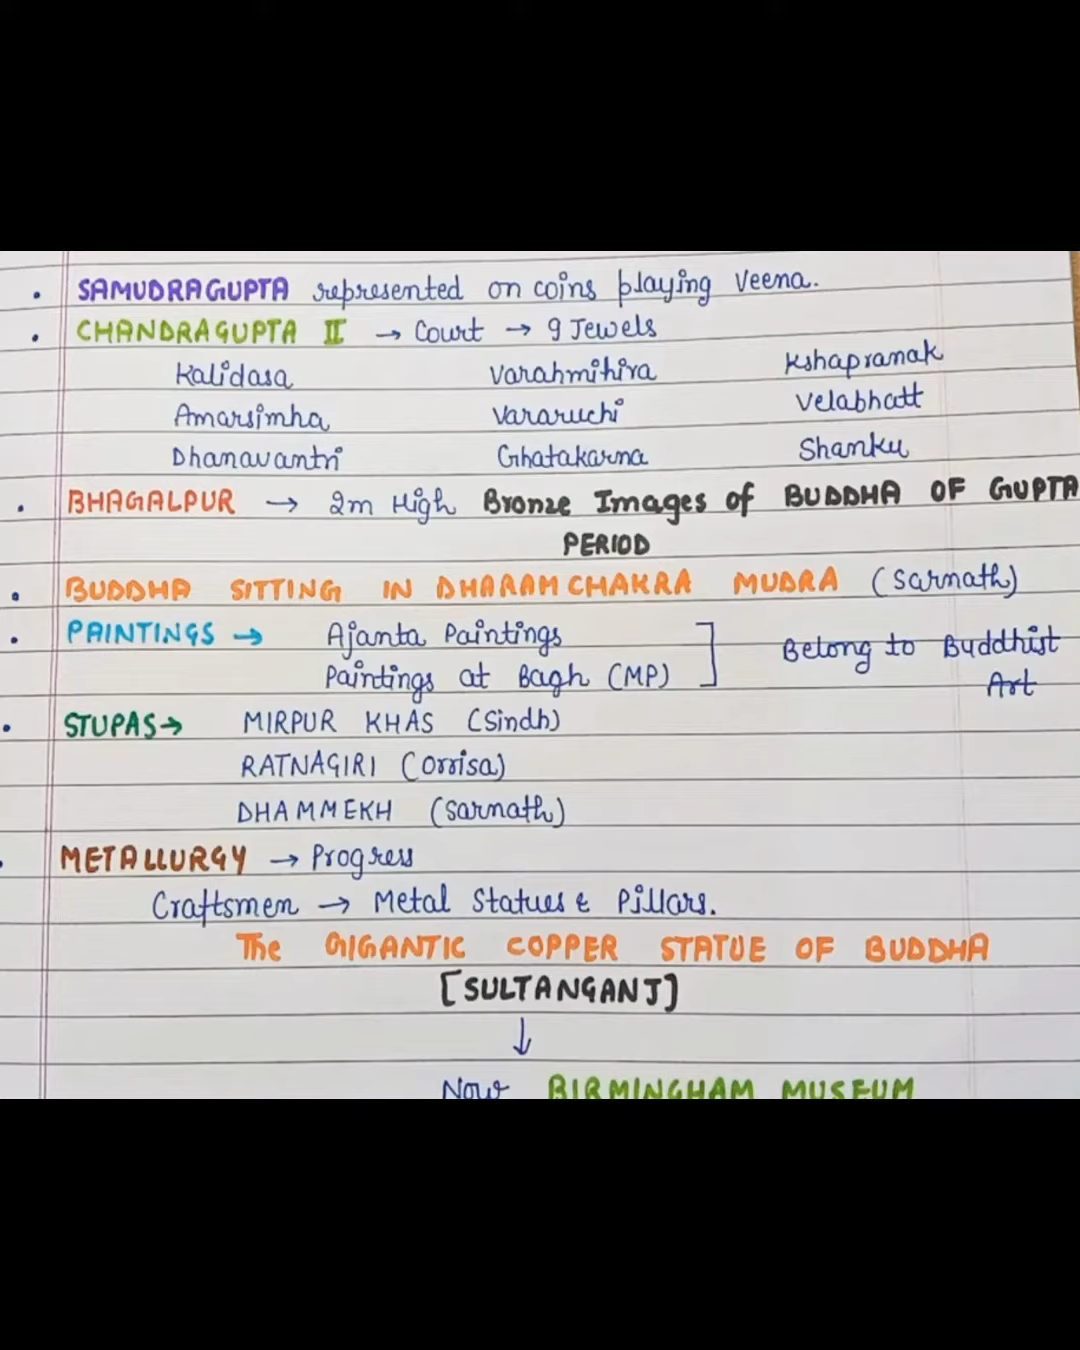 • SAMUDRAGUPTA represented on coins playing Veena.
• CHANDRAGUPTA II → Court → 9 Jewels
Kalidasa Varahmihira Kshapranak
Amarsimha Vararuchi Velabhatt
Dhanavantri Ghatakarna Shanku
• BHAGALPUR → 2m High Bronze Images of BUDDHA OF GUPTA
PERIOD
• BUDDHA SITTING IN DHARAMCHAKRA MUDRA (Sarnath)
• PAINTINGS → Ajanta Paintings
Paintings at Bagh (MP) ] Belong to Buddhist
Art
• STUPAS → MIRPUR KHAS (Sindh)
RATNAGIRI (Orrisa)
DHAMMEKH (Sarnath)
• METALLURGY → Progress
Craftsmen → Metal Statues & Pillars.
The GIGANTIC COPPER STATUE OF BUDDHA
[SULTANGANJ]
↓
Now BIRMINGHAM MUSEUM